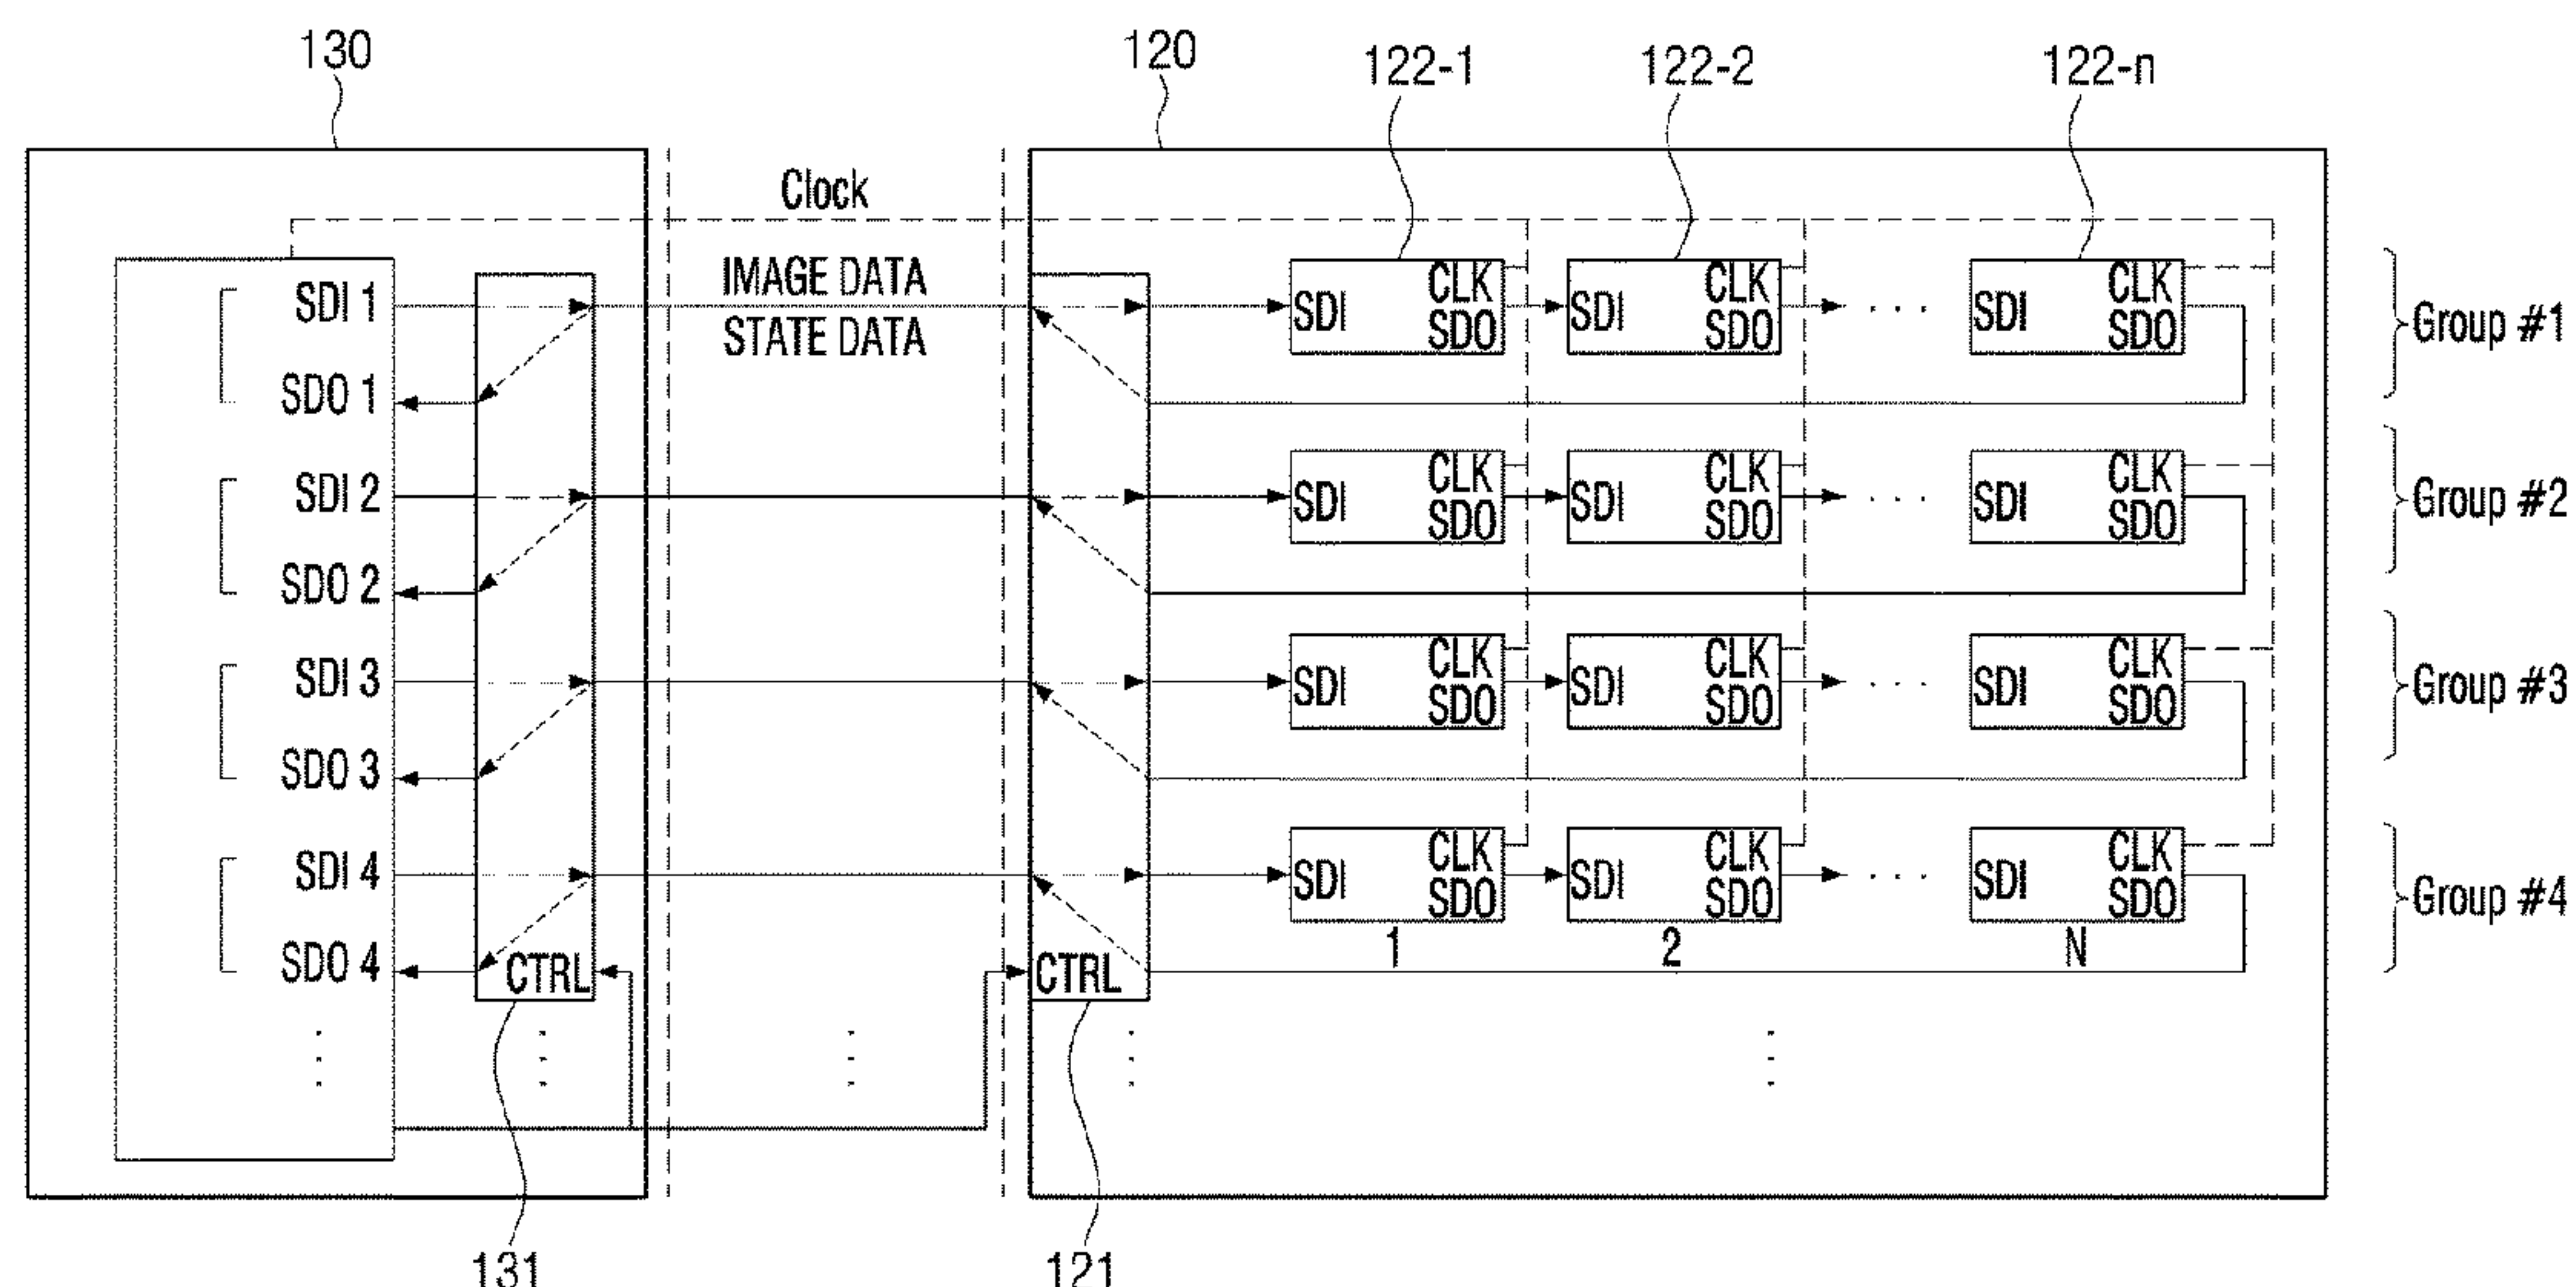 130
120
122-1
122-2
122-n
Clock
IMAGE DATA
STATE DATA
SDI 1
SDO 1
SDI 2
SDO 2
SDI 3
SDO 3
SDI 4
SDO 4
CTRL
CTRL
SDI CLK SDO
SDI CLK SDO
. . .
SDI CLK SDO
Group #1
SDI CLK SDO
SDI CLK SDO
. . .
SDI CLK SDO
Group #2
SDI CLK SDO
SDI CLK SDO
. . .
SDI CLK SDO
Group #3
SDI CLK SDO
SDI CLK SDO
. . .
SDI CLK SDO
Group #4
1
2
N
131
121